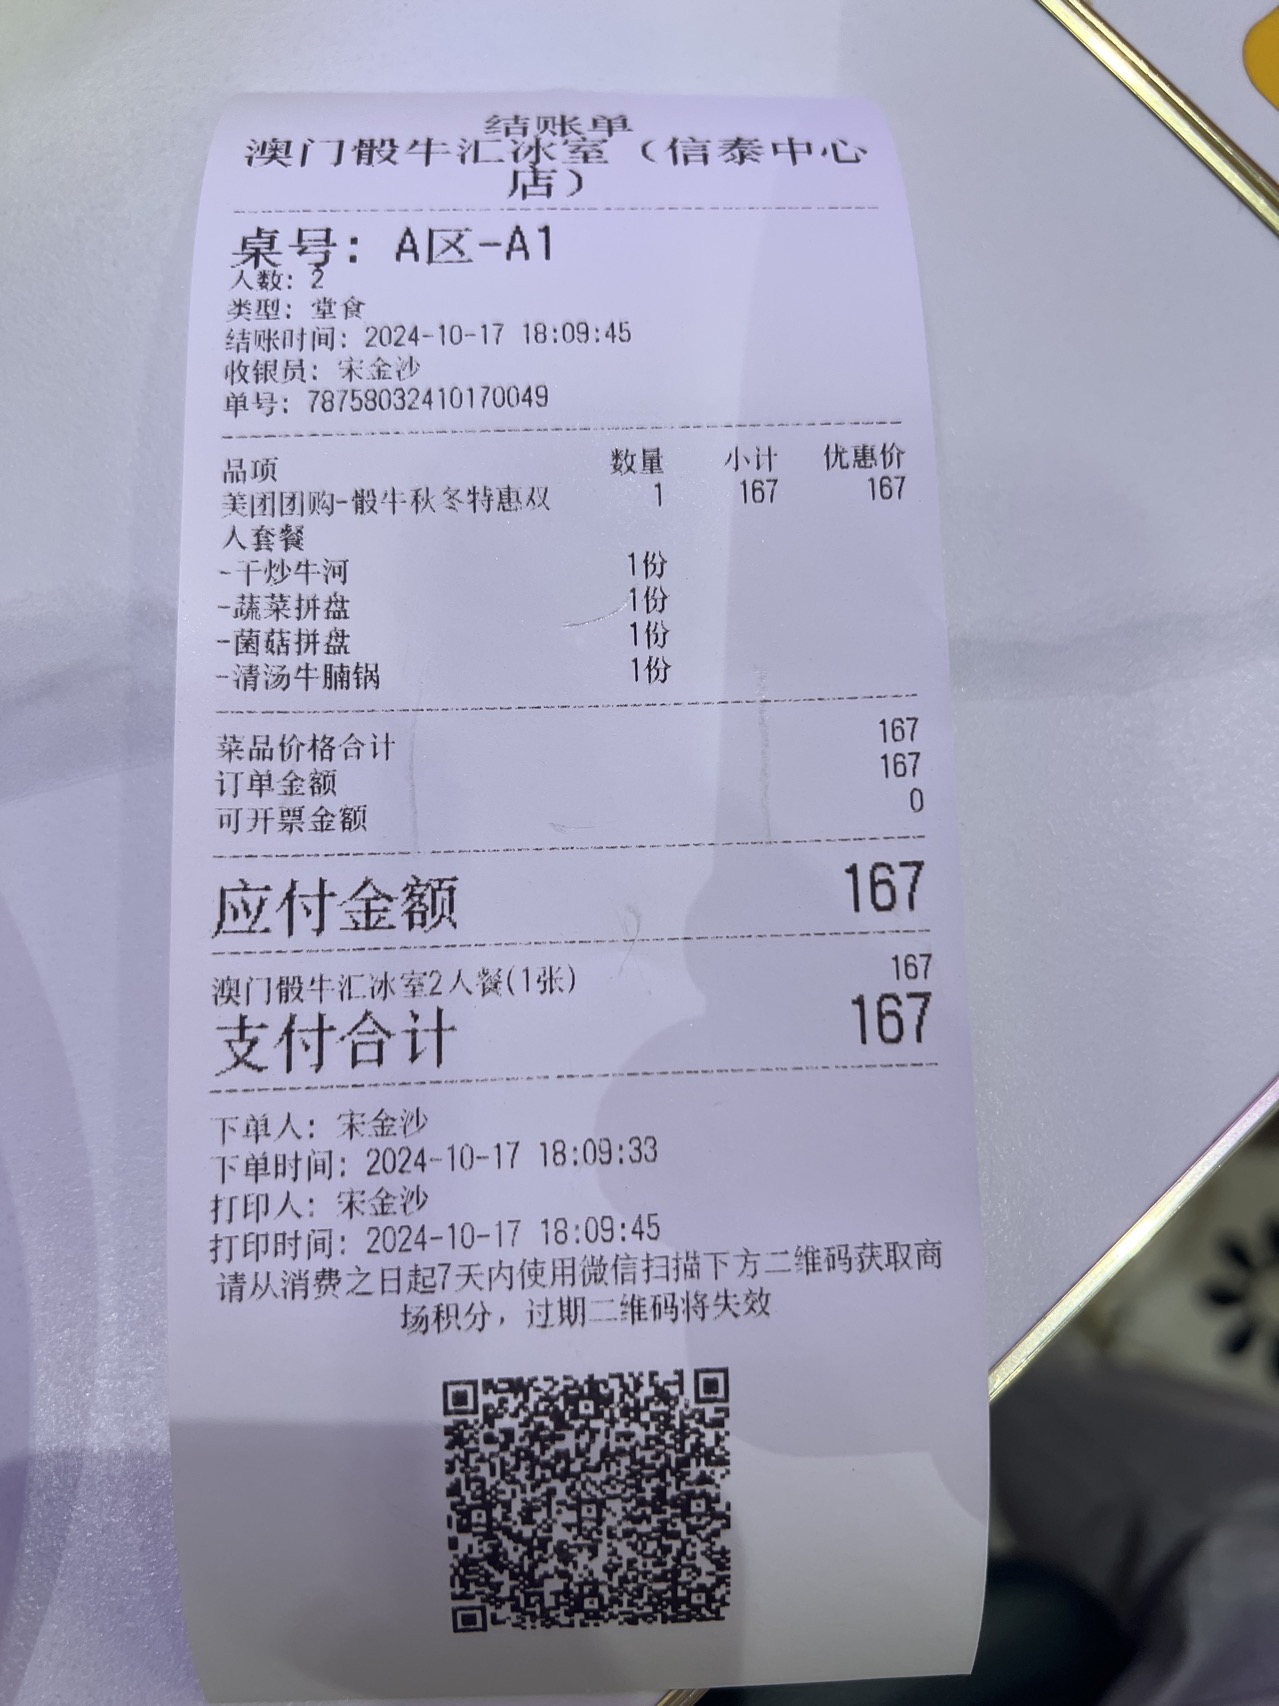 结账单
澳门骰牛汇冰室（信泰中心
店）
桌号：A区-A1
人数：2
类型：堂食
结账时间：2024-10-17 18:09:45
收银员：宋金沙
单号：78758032410170049
品项 数量 小计 优惠价
美团团购-骰牛秋冬特惠双 1 167 167
人套餐
-干炒牛河 1份
-蔬菜拼盘 1份
-菌菇拼盘 1份
-清汤牛腩锅 1份
菜品价格合计 167
订单金额 167
可开票金额 0
应付金额 167
澳门骰牛汇冰室2人餐(1张) 167
支付合计 167
下单人：宋金沙
下单时间：2024-10-17 18:09:33
打印人：宋金沙
打印时间：2024-10-17 18:09:45
请从消费之日起7天内使用微信扫描下方二维码获取商
场积分，过期二维码将失效